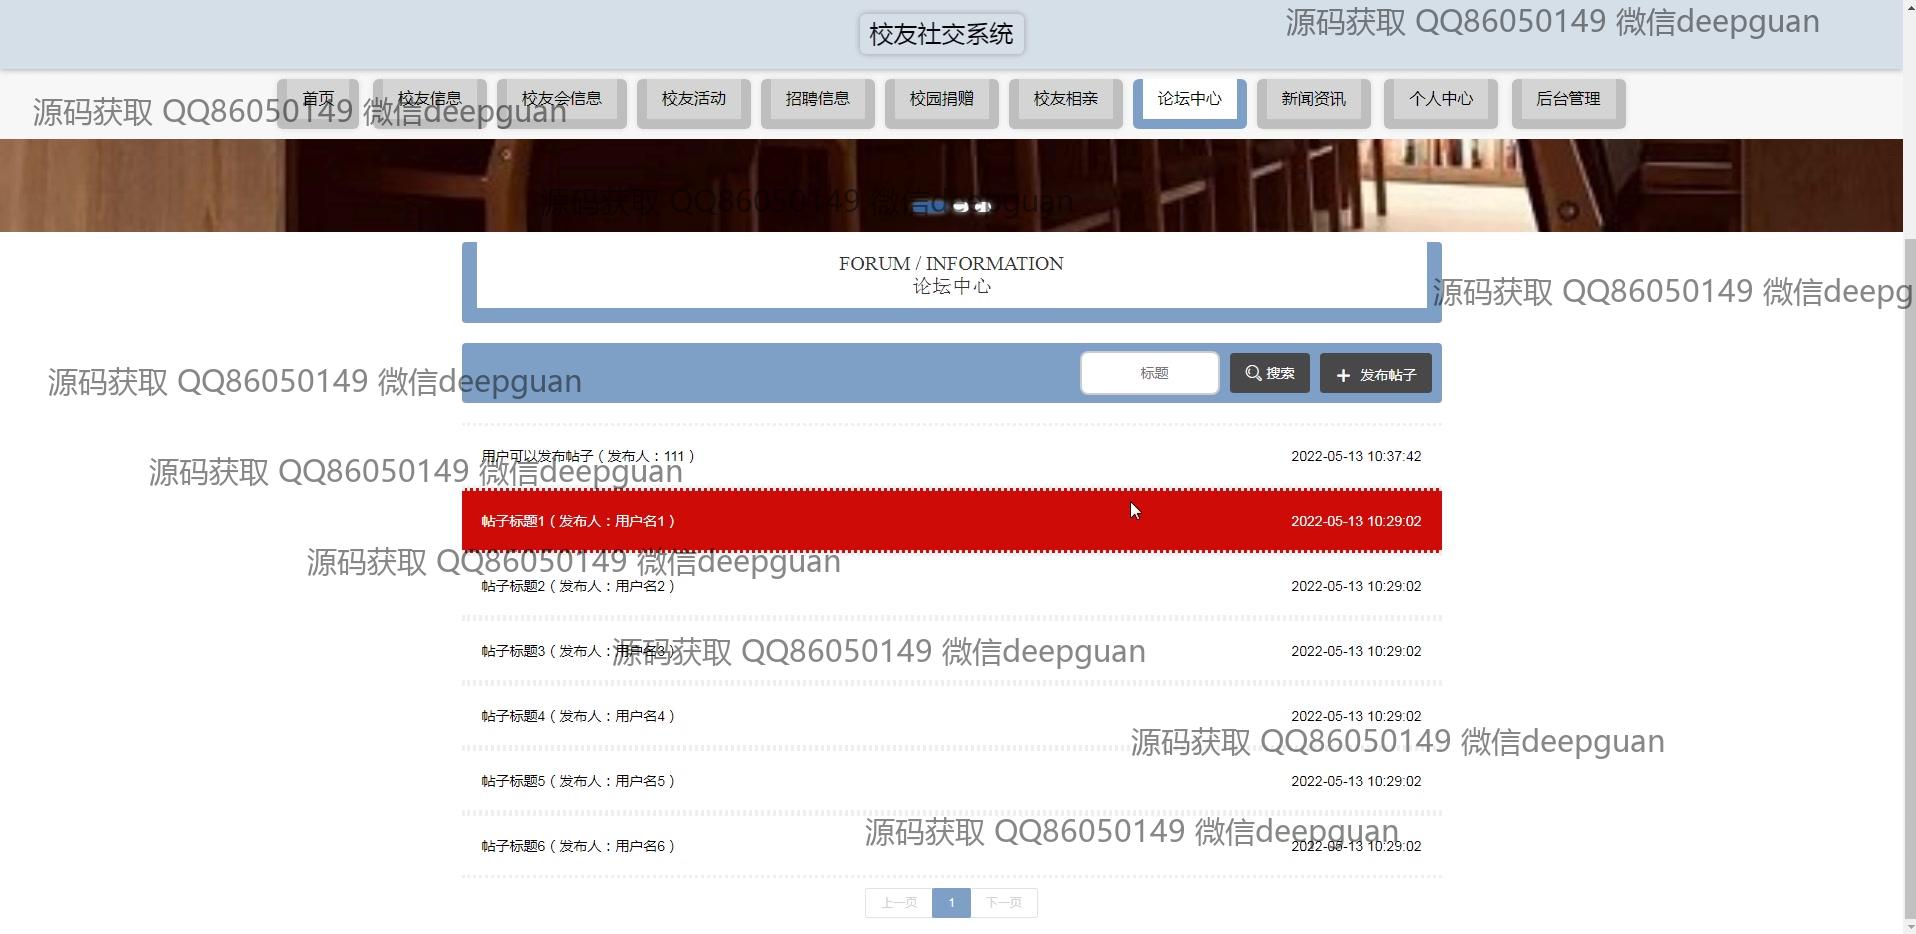 校友社交系统
源码获取 QQ86050149 微信deepguan
首页
校友信息
校友会信息
校友活动
招聘信息
校园捐赠
校友相亲
论坛中心
新闻资讯
个人中心
后台管理
源码获取 QQ86050149 微信deepguan
源码获取 QQ86050149 微信deepguan
FORUM / INFORMATION
论坛中心
源码获取 QQ86050149 微信deepg
标题
搜索
发布帖子
源码获取 QQ86050149 微信deepguan
用户可以发布帖子（发布人：111） 2022-05-13 10:37:42
源码获取 QQ86050149 微信deepguan
帖子标题1（发布人：用户名1） 2022-05-13 10:29:02
源码获取 QQ86050149 微信deepguan
帖子标题2（发布人：用户名2） 2022-05-13 10:29:02
帖子标题3（发布人：用户名3） 2022-05-13 10:29:02
源码获取 QQ86050149 微信deepguan
帖子标题4（发布人：用户名4） 2022-05-13 10:29:02
源码获取 QQ86050149 微信deepguan
帖子标题5（发布人：用户名5） 2022-05-13 10:29:02
源码获取 QQ86050149 微信deepguan
帖子标题6（发布人：用户名6） 2022-05-13 10:29:02
上一页 1 下一页